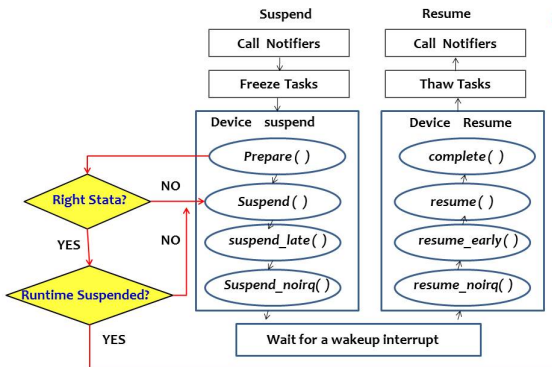 Suspend
Resume
Call Notifiers
Call Notifiers
Freeze Tasks
Thaw Tasks
Device suspend
Device Resume
Prepare ( )
complete ( )
Right Stata?
NO
Suspend ( )
resume ( )
YES
NO
suspend_late ( )
resume_early ( )
Runtime Suspended?
Suspend_noirq( )
resume_noirq( )
YES
Wait for a wakeup interrupt